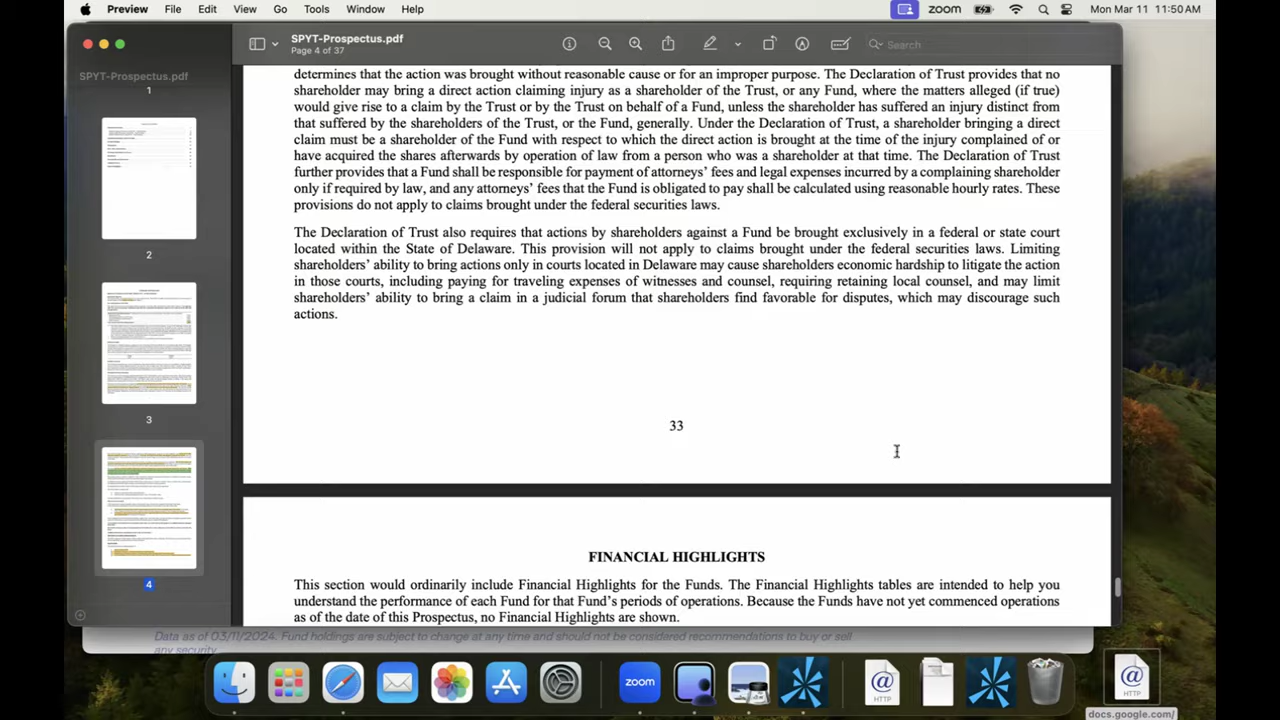 Preview File Edit View Go Tools Window Help zoom Mon Mar 11 11:50 AM
SPYT-Prospectus.pdf
Page 4 of 37
Search
SPYT-Prospectus.pdf
1
2
3
4
determines that the action was brought without reasonable cause or for an improper purpose. The Declaration of Trust provides that no
shareholder may bring a direct action claiming injury as a shareholder of the Trust, or any Fund, where the matters alleged (if true)
would give rise to a claim by the Trust or by the Trust on behalf of a Fund, unless the shareholder has suffered an injury distinct from
that suffered by the shareholders of the Trust, or the Fund, generally. Under the Declaration of Trust, a shareholder bringing a direct
claim must be a shareholder of the Fund with respect to which the direct action is brought at the time of the injury complained of or
have acquired the shares afterwards by operation of law from a person who was a shareholder at that time. The Declaration of Trust
further provides that a Fund shall be responsible for payment of attorneys' fees and legal expenses incurred by a complaining shareholder
only if required by law, and any attorneys' fees that the Fund is obligated to pay shall be calculated using reasonable hourly rates. These
provisions do not apply to claims brought under the federal securities laws.
The Declaration of Trust also requires that actions by shareholders against a Fund be brought exclusively in a federal or state court
located within the State of Delaware. This provision will not apply to claims brought under the federal securities laws. Limiting
shareholders' ability to bring actions only in courts located in Delaware may cause shareholders economic hardship to litigate the action
in those courts, including paying for traveling expenses of witnesses and counsel, requiring retaining local counsel, and may limit
shareholders' ability to bring a claim in a judicial forum that shareholders find favorable for disputes, which may discourage such
actions.
33
FINANCIAL HIGHLIGHTS
This section would ordinarily include Financial Highlights for the Funds. The Financial Highlights tables are intended to help you
understand the performance of each Fund for that Fund's periods of operations. Because the Funds have not yet commenced operations
as of the date of this Prospectus, no Financial Highlights are shown.
Data as of 03/11/2024. Fund holdings are subject to change at any time and should not be considered recommendations to buy or sell
any security.
zoom
HTTP
HTTP
docs.google.com/